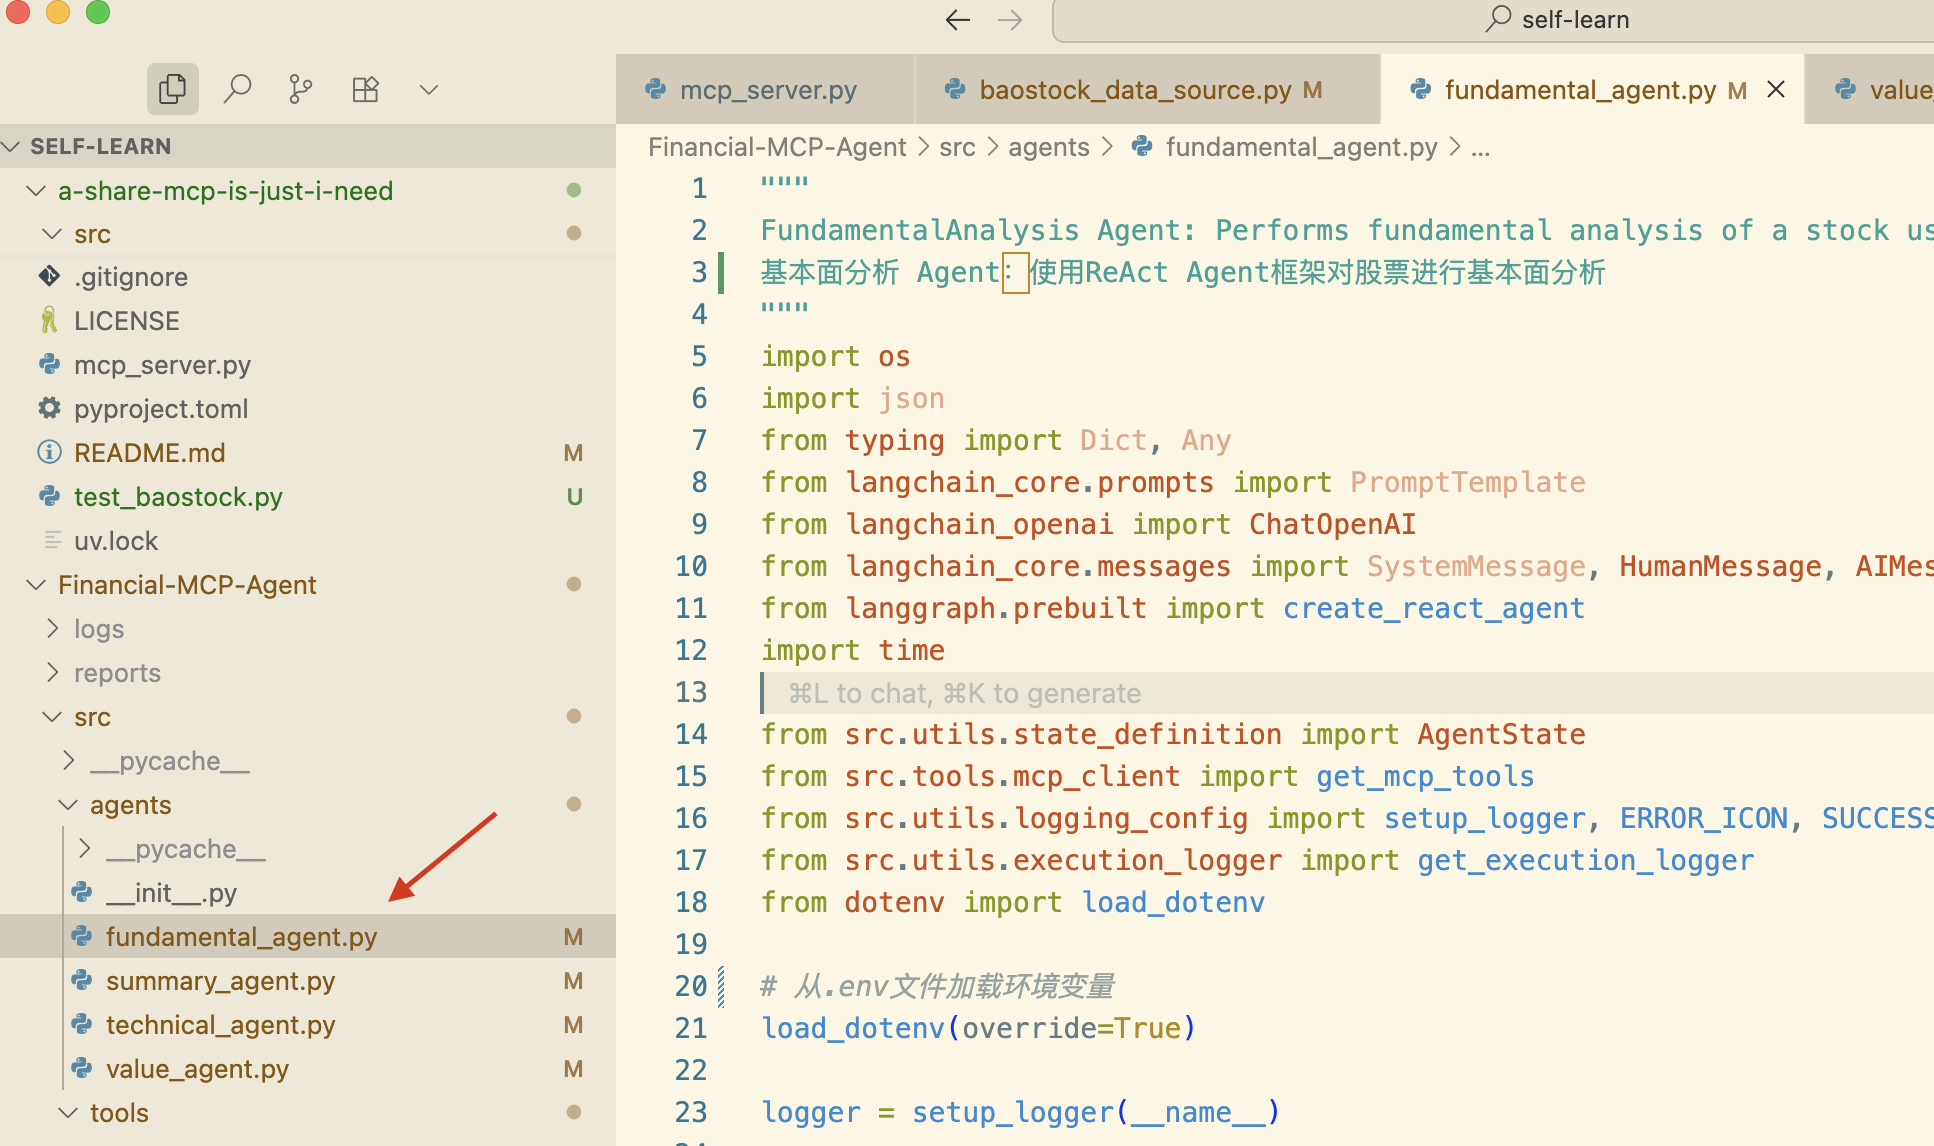 self-learn
mcp_server.py
baostock_data_source.py M
fundamental_agent.py M
value_
SELF-LEARN
a-share-mcp-is-just-i-need
src
.gitignore
LICENSE
mcp_server.py
pyproject.toml
README.md M
test_baostock.py U
uv.lock
Financial-MCP-Agent
logs
reports
src
__pycache__
agents
__pycache__
__init__.py
fundamental_agent.py M
summary_agent.py M
technical_agent.py M
value_agent.py M
tools
Financial-MCP-Agent > src > agents > fundamental_agent.py > ...
1 """
2 FundamentalAnalysis Agent: Performs fundamental analysis of a stock us
3 基本面分析 Agent：使用ReAct Agent框架对股票进行基本面分析
4 """
5 import os
6 import json
7 from typing import Dict, Any
8 from langchain_core.prompts import PromptTemplate
9 from langchain_openai import ChatOpenAI
10 from langchain_core.messages import SystemMessage, HumanMessage, AIMes
11 from langgraph.prebuilt import create_react_agent
12 import time
13 ⌘L to chat, ⌘K to generate
14 from src.utils.state_definition import AgentState
15 from src.tools.mcp_client import get_mcp_tools
16 from src.utils.logging_config import setup_logger, ERROR_ICON, SUCCESS
17 from src.utils.execution_logger import get_execution_logger
18 from dotenv import load_dotenv
19
20 # 从.env文件加载环境变量
21 load_dotenv(override=True)
22
23 logger = setup_logger(__name__)